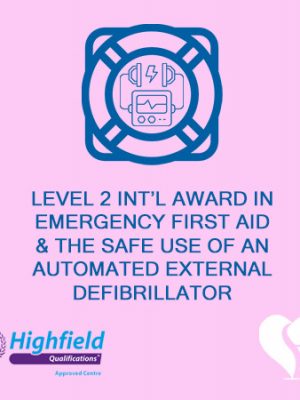 LEVEL 2 INT'L AWARD IN
EMERGENCY FIRST AID
& THE SAFE USE OF AN
AUTOMATED EXTERNAL
DEFIBRILLATOR
Highfield
Qualifications™
Approved Centre